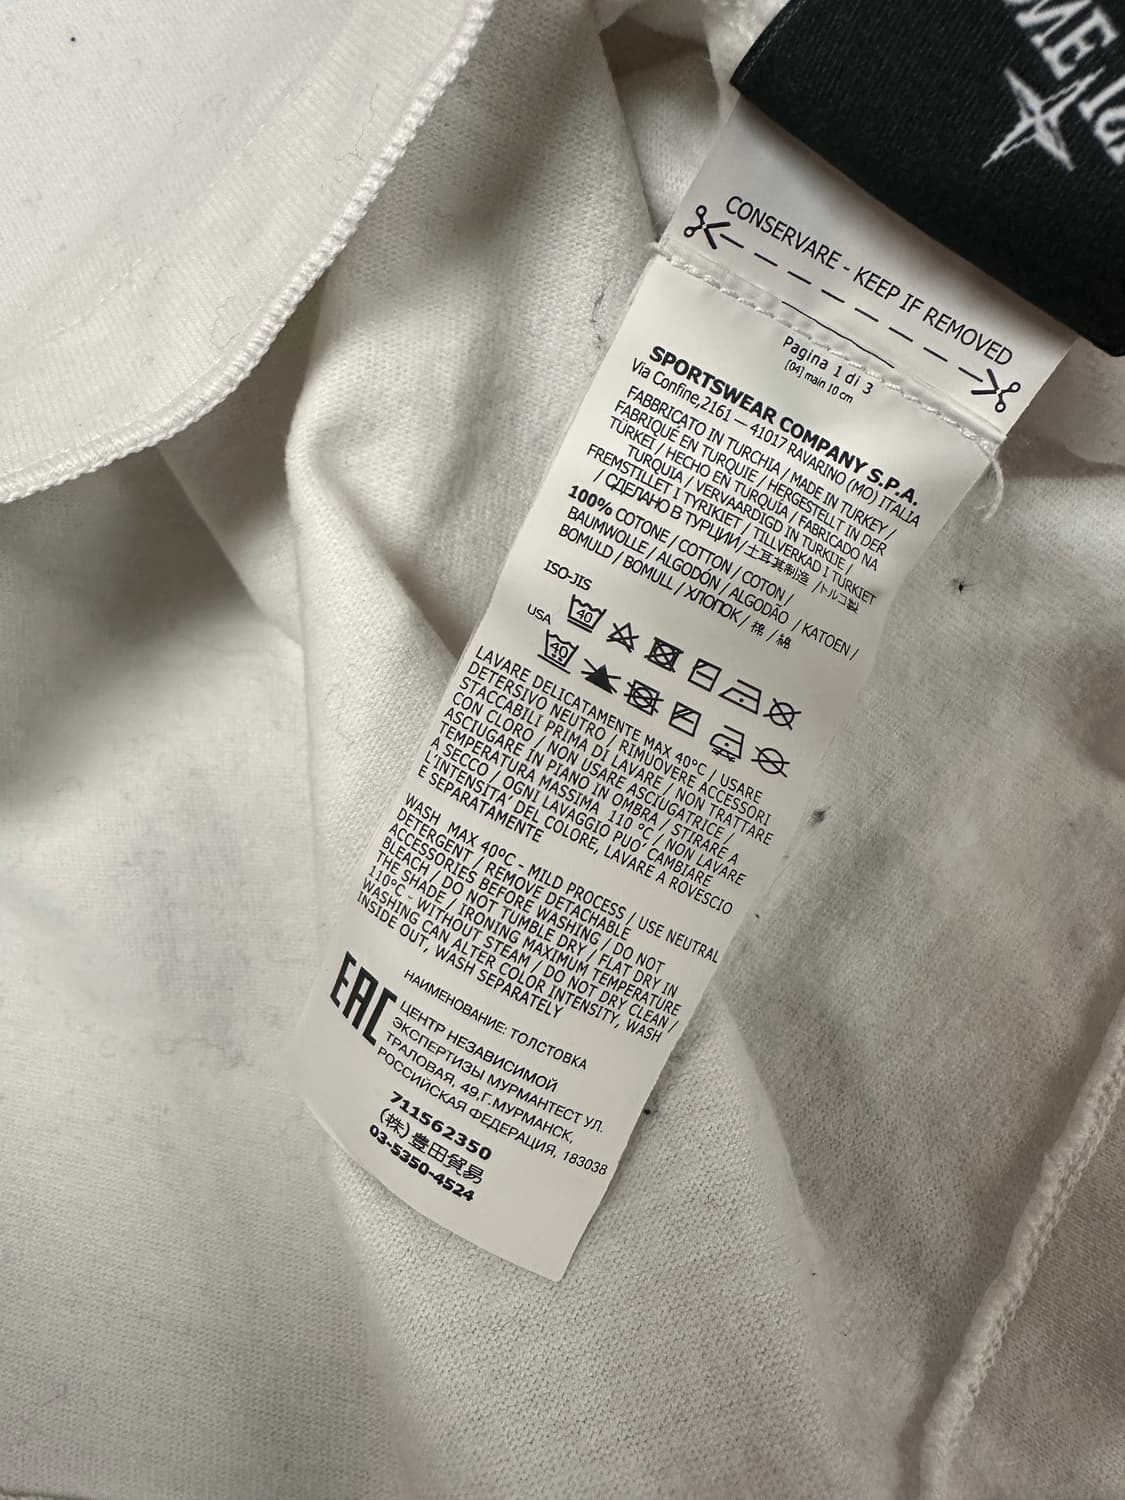 CONSERVARE - KEEP IF REMOVED
Pagina 1 di 3
[04] main 10 cm
SPORTSWEAR COMPANY S.P.A.
Via Confine,2161 — 41017 RAVARINO (MO) ITALIA
FABBRICATO IN TURCHIA / MADE IN TURKEY /
FABRIQUÉ EN TURQUIE / HERGESTELLT IN DER
TÜRKEI / HECHO EN TURQUÍA / FABRICADO NA
TURQUIA / VERVAARDIGD IN TURKIJE /
FREMSTILLET I TYRKIET / TILLVERKAD I TURKIET
/ СДЕЛАНО В ТУРЦИИ/土耳其制造 /トルコ製
100% COTONE / COTTON / COTON /
BAUMWOLLE / ALGODÓN / ALGODÃO / KATOEN /
BOMULD / BOMULL / ХЛОПОК/ 棉 / 綿
ISO-JIS
40
USA
40
LAVARE DELICATAMENTE MAX 40°C / USARE
DETERSIVO NEUTRO / RIMUOVERE ACCESSORI
STACCABILI PRIMA DI LAVARE / NON TRATTARE
CON CLORO / NON USARE ASCIUGATRICE /
ASCIUGARE IN PIANO IN OMBRA / STIRARE A
TEMPERATURA MASSIMA 110 °C / NON LAVARE
A SECCO / OGNI LAVAGGIO PUO' CAMBIARE
L'INTENSITA' DEL COLORE, LAVARE A ROVESCIO
E SEPARATAMENTE
WASH MAX 40°C - MILD PROCESS / USE NEUTRAL
DETERGENT / REMOVE DETACHABLE
ACCESSORIES BEFORE WASHING / DO NOT
BLEACH / DO NOT TUMBLE DRY / FLAT DRY IN
THE SHADE / IRONING MAXIMUM TEMPERATURE
110°C - WITHOUT STEAM / DO NOT DRY CLEAN /
WASHING CAN ALTER COLOR INTENSITY, WASH
INSIDE OUT, WASH SEPARATELY
EAC
НАИМЕНОВАНИЕ: ТОЛСТОВКА
ЦЕНТР НЕЗАВИСИМОЙ
ЭКСПЕРТИЗЫ МУРМАНТЕСТ УЛ.
ТРАЛОВАЯ, 49,Г.МУРМАНСК,
РОССИЙСКАЯ ФЕДЕРАЦИЯ, 183038
711562350
(株) 豊田貿易
03-5350-4524